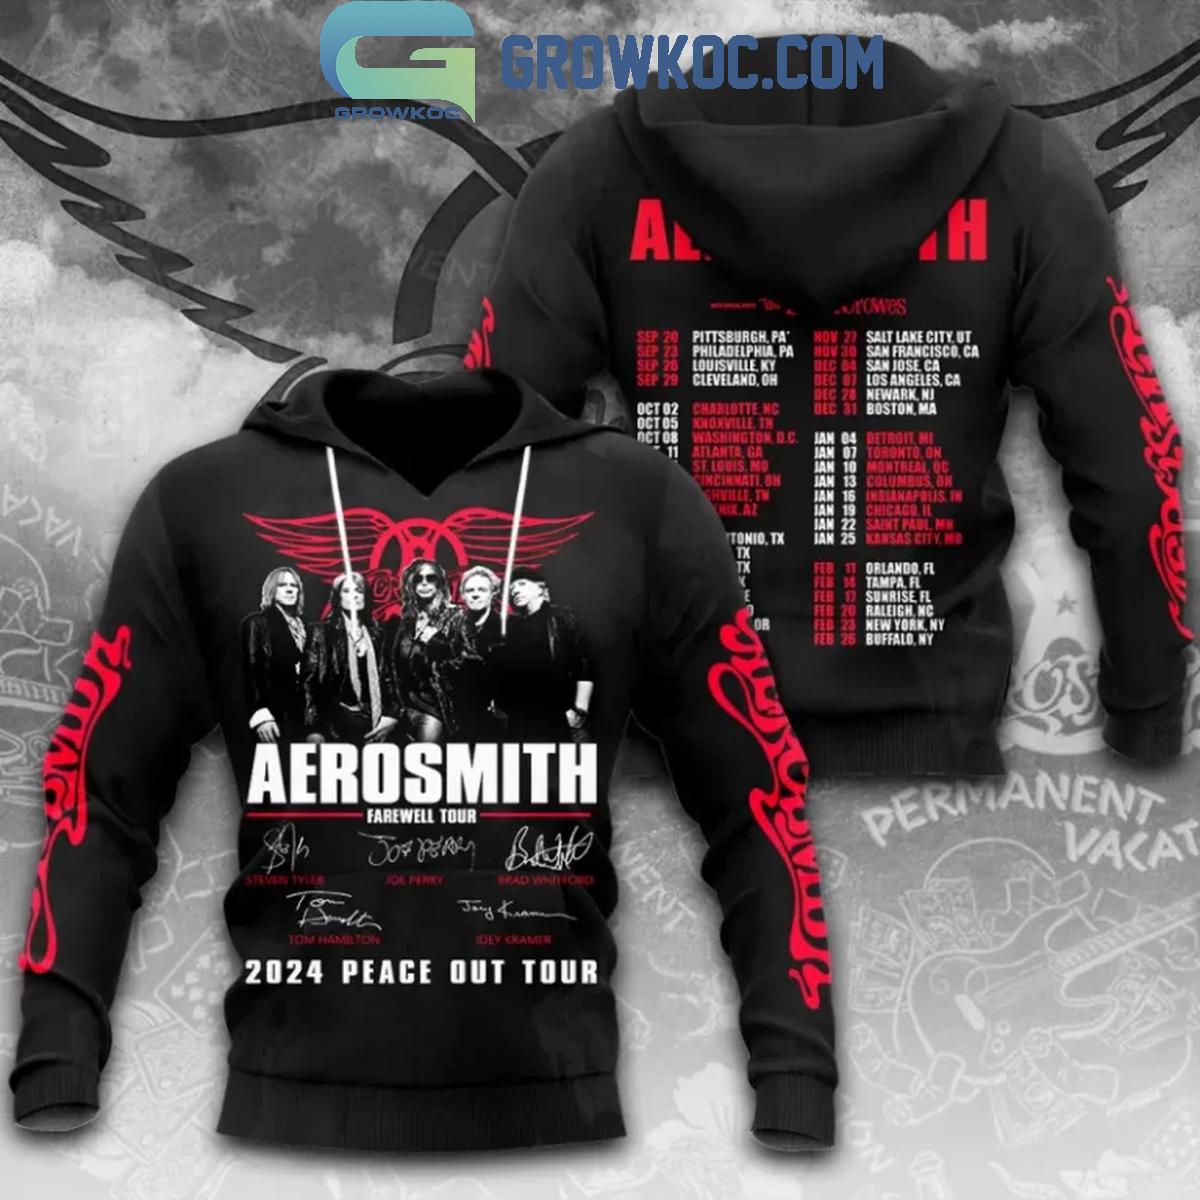 GROWKOC
GROWKOC.COM
AEROSMITH
FAREWELL TOUR
STEVEN TYLER JOE PERRY BRAD WHITFORD
TOM HAMILTON JOEY KRAMER
2024 PEACE OUT TOUR
SEP 20 PITTSBURGH, PA*
SEP 23 PHILADELPHIA, PA
SEP 26 LOUISVILLE, KY
SEP 29 CLEVELAND, OH
OCT 02 CHARLOTTE, NC
OCT 05 KNOXVILLE, TN
OCT 08 WASHINGTON, D.C.
11 ATLANTA, GA
ST. LOUIS, MO
CINCINNATI, OH
TN
AZ
TX
TX
TX
NOV 27 SALT LAKE CITY, UT
NOV 30 SAN FRANCISCO, CA
DEC 04 SAN JOSE, CA
DEC 07 LOS ANGELES, CA
DEC 28 NEWARK, NJ
DEC 31 BOSTON, MA
JAN 04 DETROIT, MI
JAN 07 TORONTO, ON
JAN 10 MONTREAL, QC
JAN 13 COLUMBUS, OH
JAN 16 INDIANAPOLIS, IN
JAN 19 CHICAGO, IL
JAN 22 SAINT PAUL, MN
JAN 25 KANSAS CITY, MO
FEB 11 ORLANDO, FL
FEB 14 TAMPA, FL
FEB 17 SUNRISE, FL
FEB 20 RALEIGH, NC
FEB 23 NEW YORK, NY
FEB 26 BUFFALO, NY
PERMANENT
VACAT